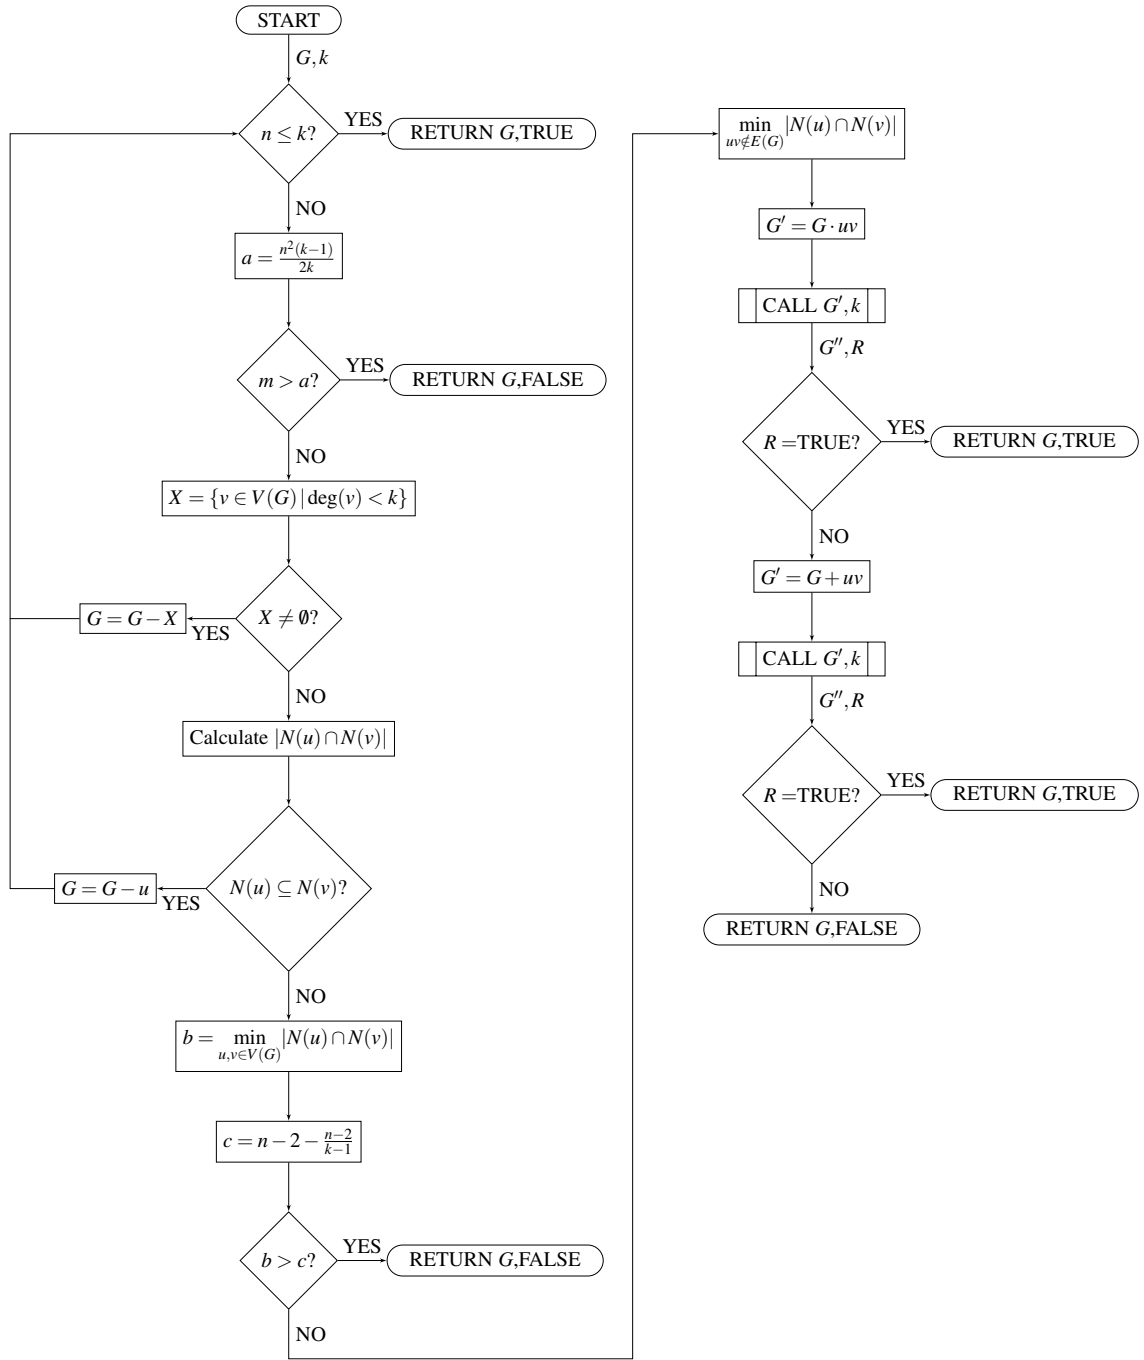 START
G, k
n ≤ k?
YES
RETURN G,TRUE
NO
a = n²(k−1)/2k
m > a?
YES
RETURN G,FALSE
NO
X = {v ∈ V(G) | deg(v) < k}
X ≠ ∅?
YES
G = G − X
NO
Calculate |N(u) ∩ N(v)|
N(u) ⊆ N(v)?
YES
G = G − u
NO
b = min |N(u) ∩ N(v)|
u,v∈V(G)
c = n − 2 − (n−2)/(k−1)
b > c?
YES
RETURN G,FALSE
NO
min |N(u) ∩ N(v)|
uv∉E(G)
G′ = G · uv
CALL G′, k
G″, R
R =TRUE?
YES
RETURN G,TRUE
NO
G′ = G + uv
CALL G′, k
G″, R
R =TRUE?
YES
RETURN G,TRUE
NO
RETURN G,FALSE